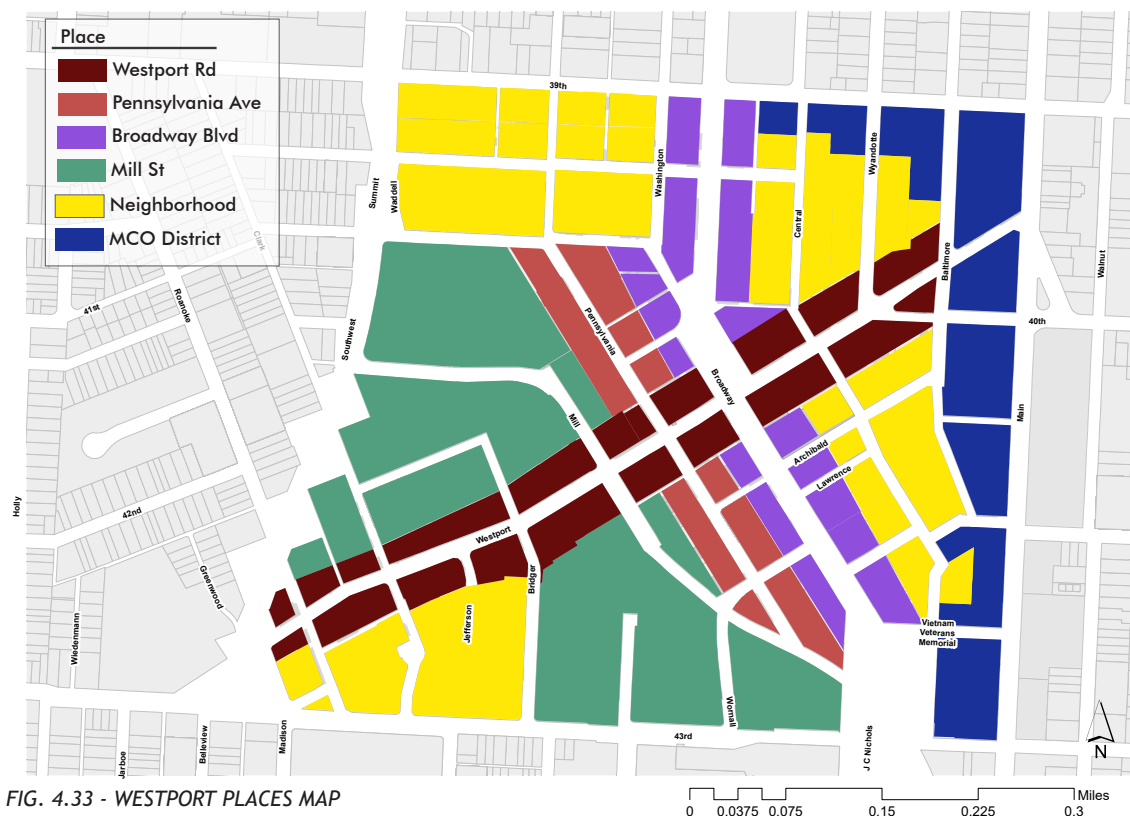 Place
Westport Rd
Pennsylvania Ave
Broadway Blvd
Mill St
Neighborhood
MCO District
39th
Summit
Waddell
Washington
Wyandotte
Central
Baltimore
Walnut
Clark
41st
Roanoke
Southwest
Pennsylvania
40th
Broadway
Main
Mill
Archibald
Lawrence
Holly
42nd
Westport
Greenwood
Bridger
Jefferson
Wiedenmann
Vietnam
Veterans
Memorial
Wornall
Madison
Belleview
Jarboe
43rd
J C Nichols
N
FIG. 4.33 - WESTPORT PLACES MAP
Miles
0 0.0375 0.075 0.15 0.225 0.3